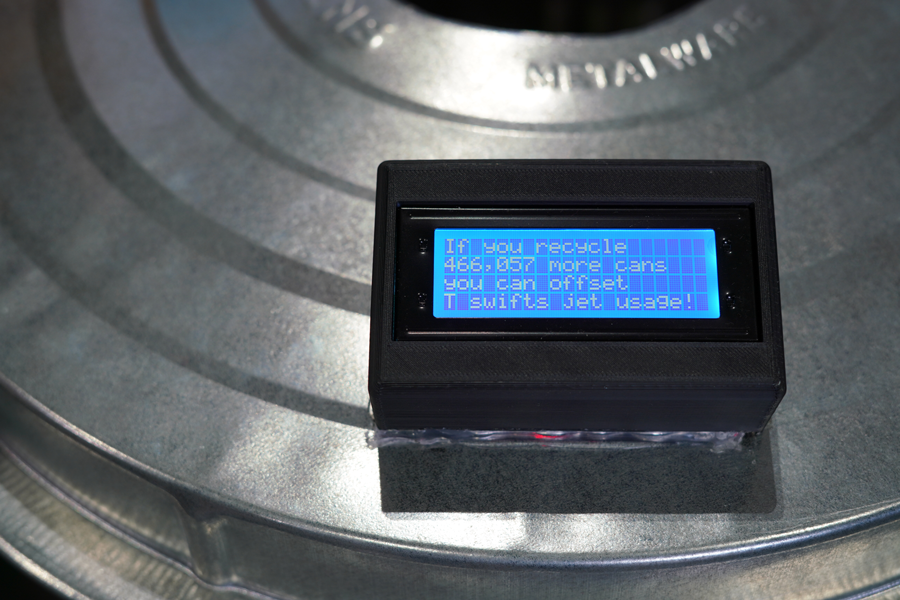 METALWARE
If you recycle
466,057 more cans
you can offset
T swifts jet usage!